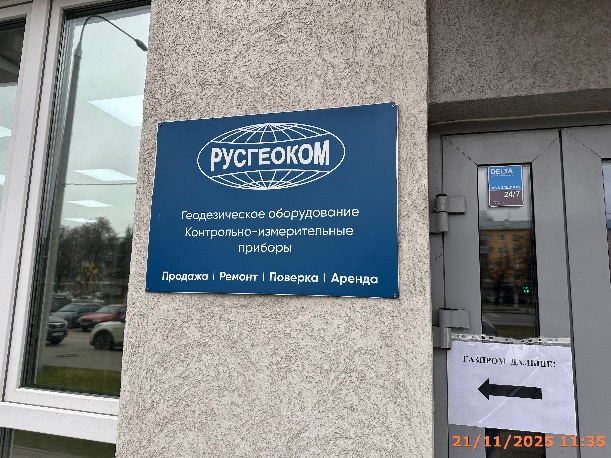 РУСГЕОКОМ
Геодезическое оборудование
Контрольно-измерительные
приборы
Продажа | Ремонт | Поверка | Аренда
DELTA
24/7
ГАЗПРОМ ДАЛЬШЕ!
21/11/2025 11:35